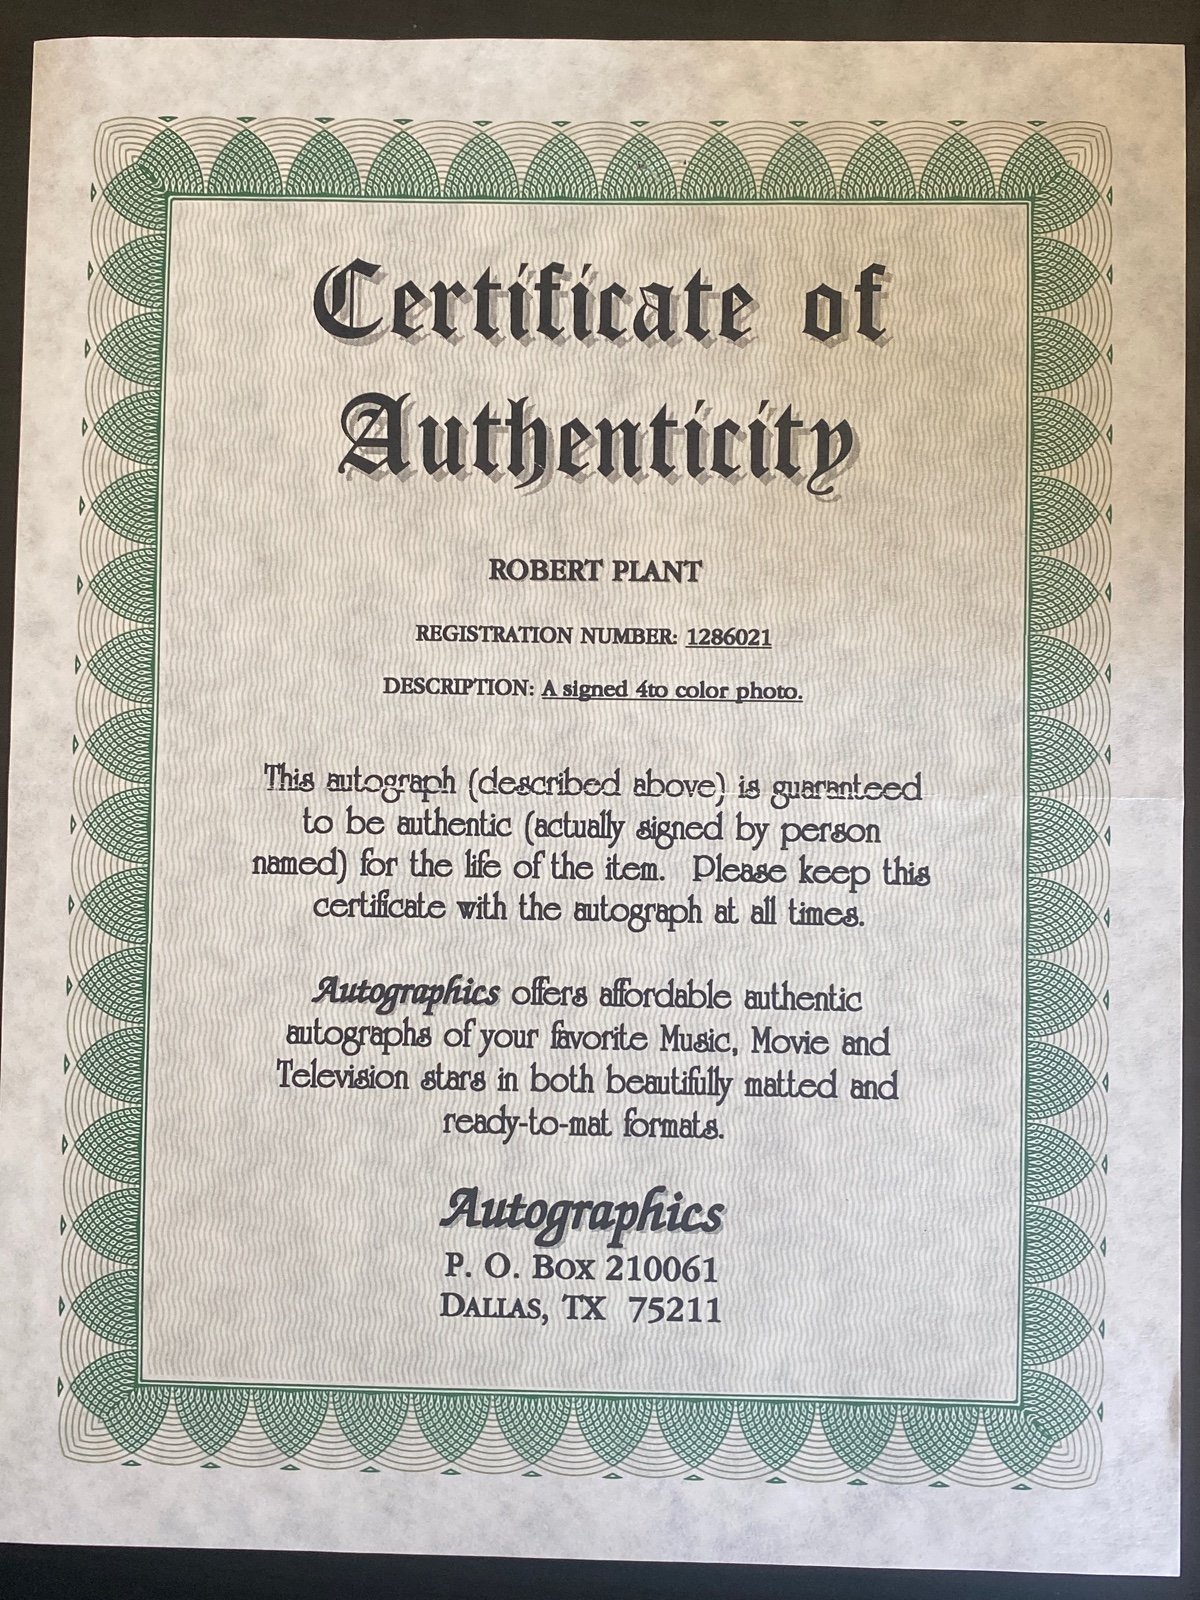 Certificate of
Authenticity
ROBERT PLANT
REGISTRATION NUMBER: 1286021
DESCRIPTION: A signed 4to color photo.
This autograph (described above) is guaranteed
to be authentic (actually signed by person
named) for the life of the item. Please keep this
certificate with the autograph at all times.
Autographics offers affordable authentic
autographs of your favorite Music, Movie and
Television stars in both beautifully matted and
ready-to-mat formats.
Autographics
P. O. Box 210061
DALLAS, TX 75211